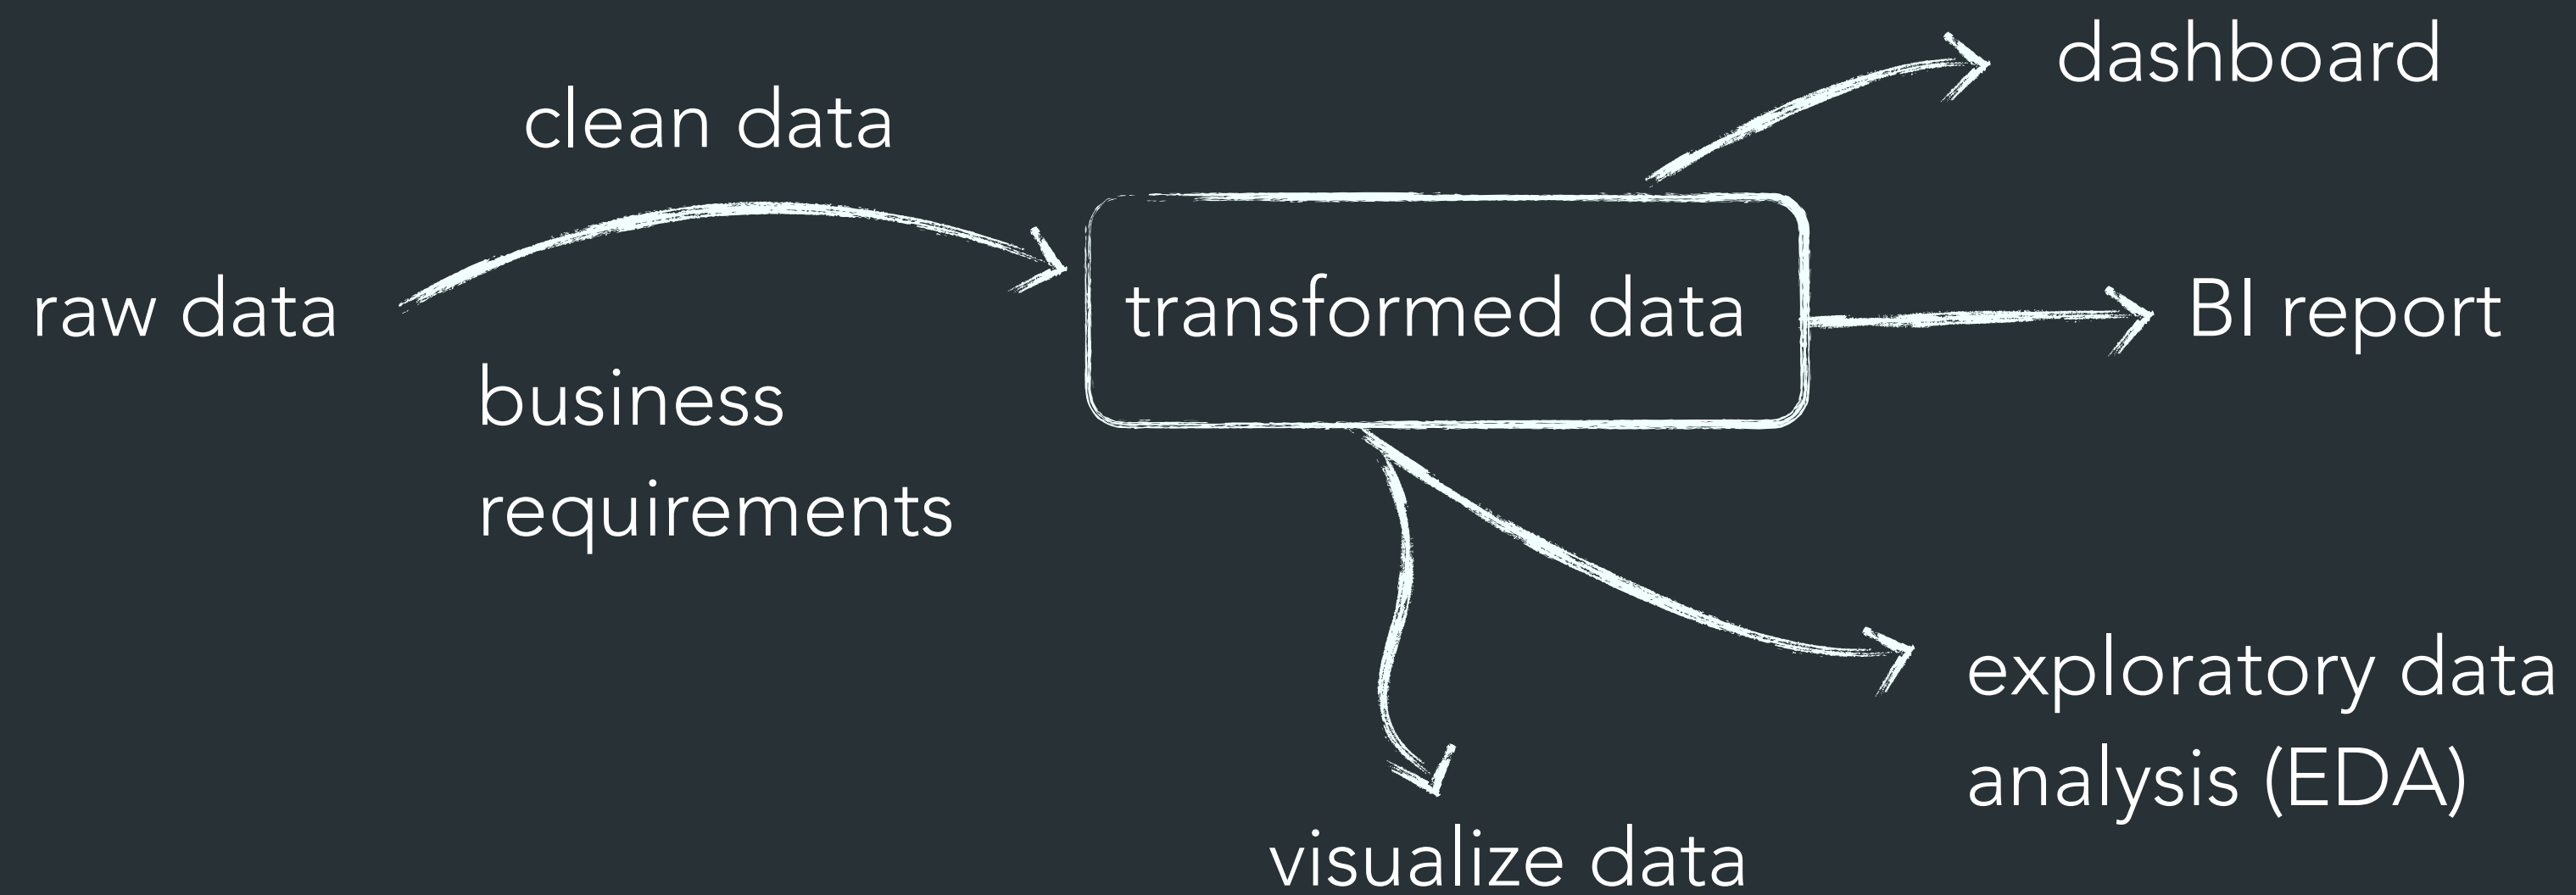 dashboard
clean data
raw data
transformed data
BI report
business
requirements
exploratory data
analysis (EDA)
visualize data